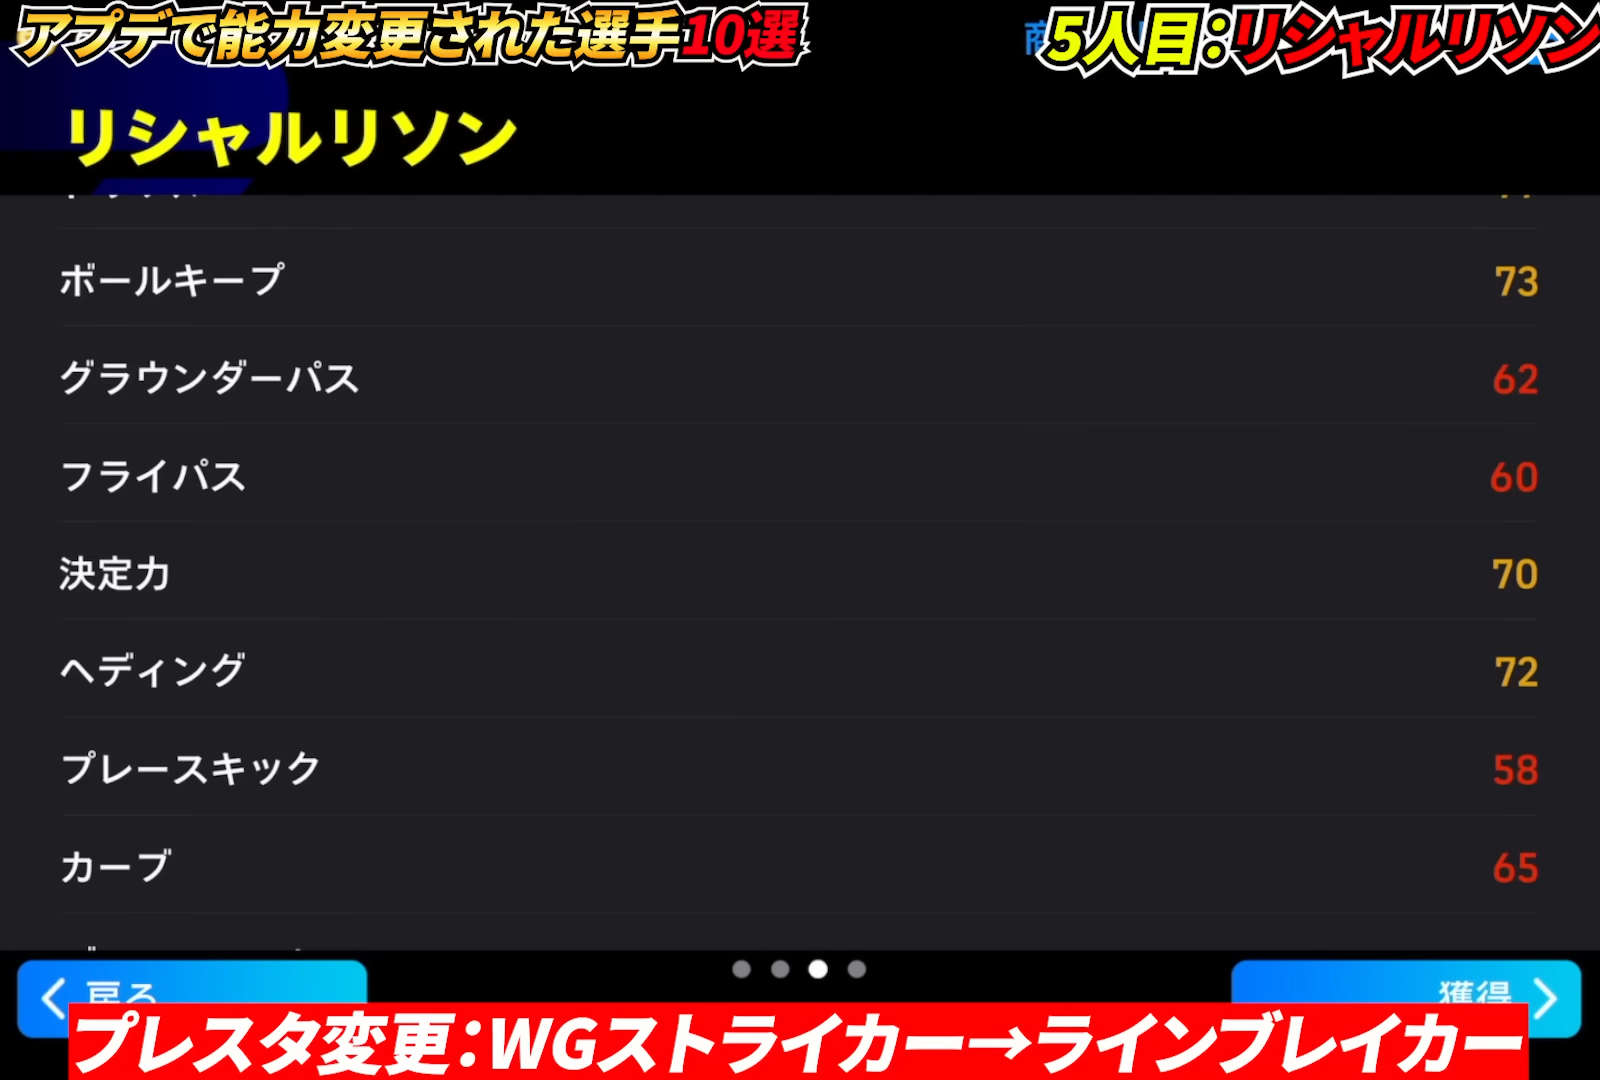 アプデで能力変更された選手10選
5人目：リシャルリソン
リシャルリソン
ボールキープ 73
グラウンダーパス 62
フライパス 60
決定力 70
ヘディング 72
プレースキック 58
カーブ 65
戻る
獲得
プレスタ変更：WGストライカー→ラインブレイカー